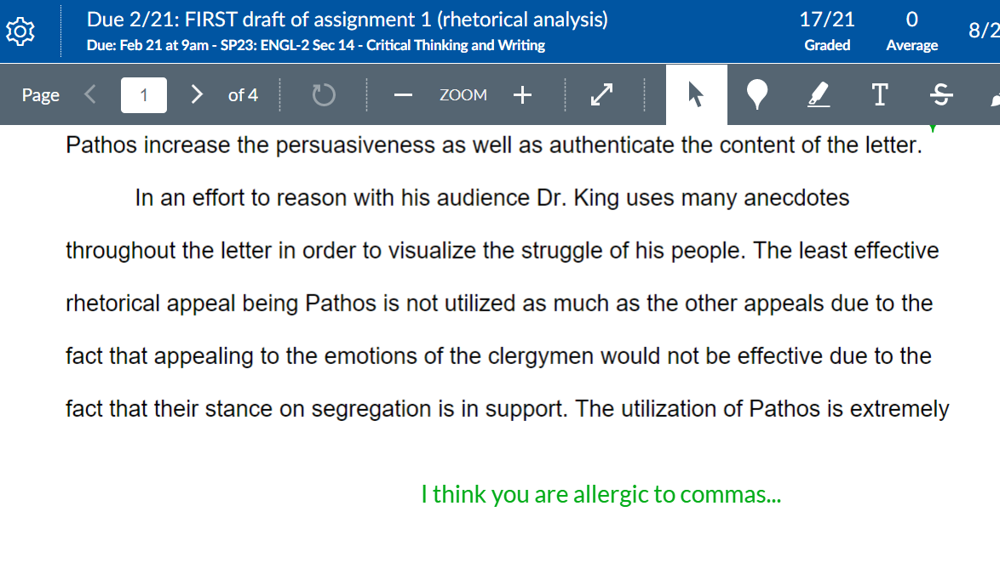 Due 2/21: FIRST draft of assignment 1 (rhetorical analysis)
17/21
0
8/2
Due: Feb 21 at 9am - SP23: ENGL-2 Sec 14 - Critical Thinking and Writing
Graded
Average
Page
1
of 4
ZOOM
T
S
Pathos increase the persuasiveness as well as authenticate the content of the letter.
In an effort to reason with his audience Dr. King uses many anecdotes
throughout the letter in order to visualize the struggle of his people. The least effective
rhetorical appeal being Pathos is not utilized as much as the other appeals due to the
fact that appealing to the emotions of the clergymen would not be effective due to the
fact that their stance on segregation is in support. The utilization of Pathos is extremely
I think you are allergic to commas...